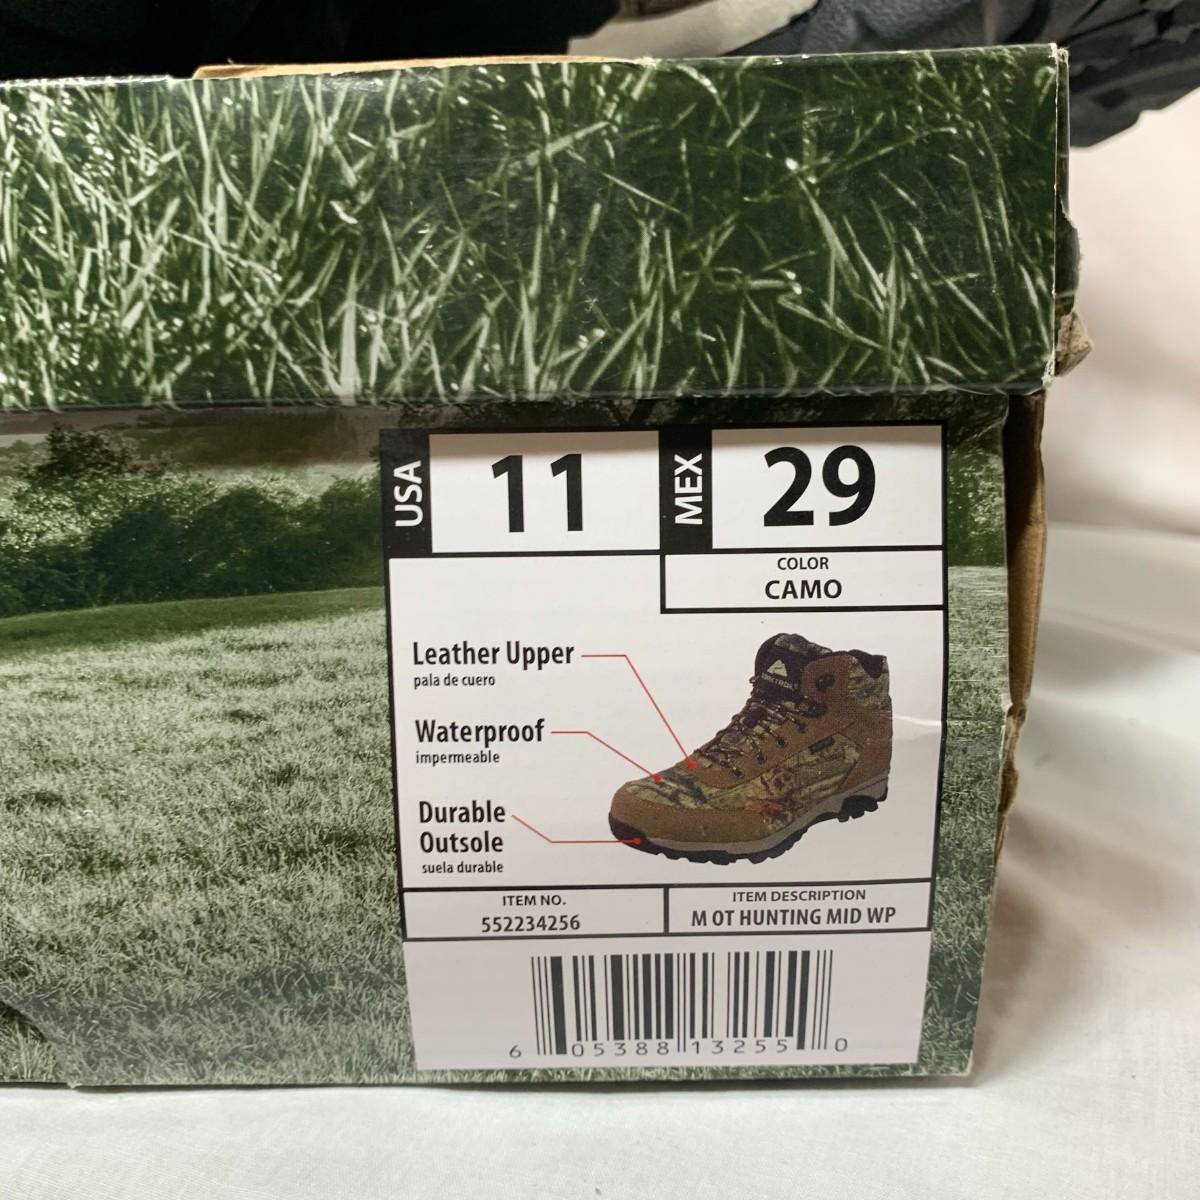 USA
11
MEX
29
COLOR
CAMO
Leather Upper
pala de cuero
Waterproof
impermeable
Durable
Outsole
suela durable
ITEM NO.
552234256
ITEM DESCRIPTION
M OT HUNTING MID WP
6 05388 13255 0